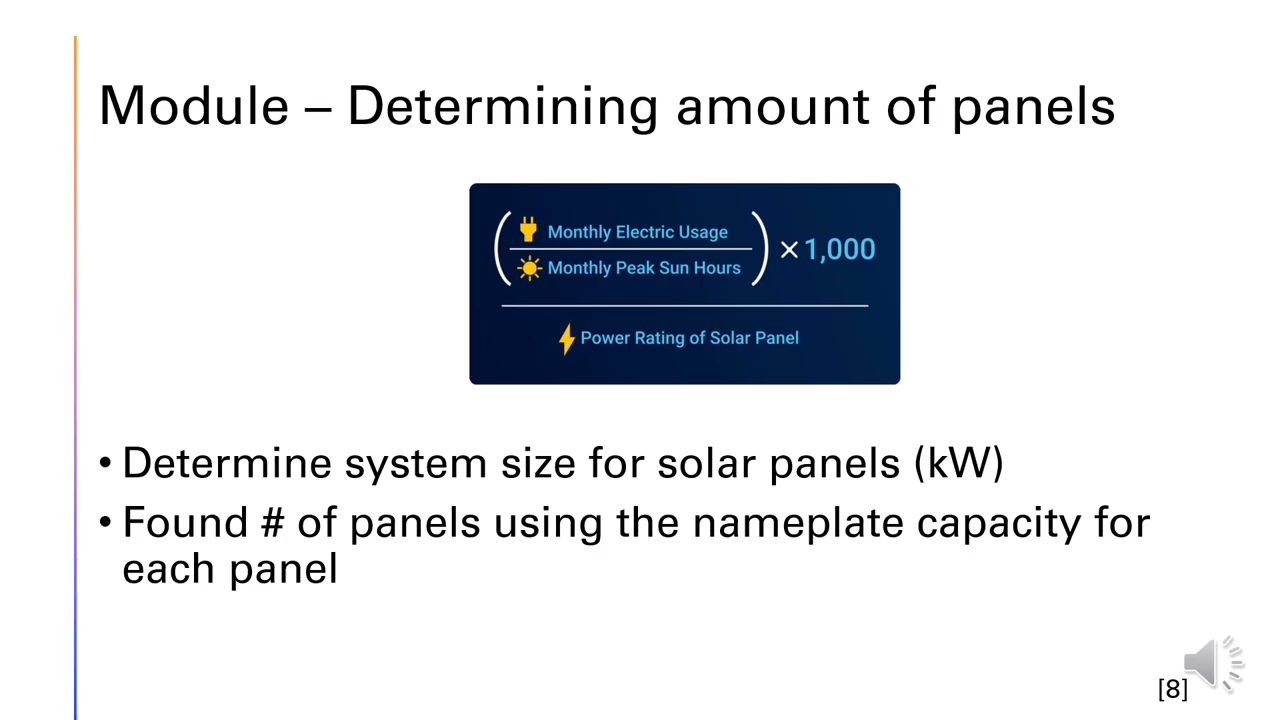 Module – Determining amount of panels
Monthly Electric Usage
Monthly Peak Sun Hours
( ) × 1,000
Power Rating of Solar Panel
• Determine system size for solar panels (kW)
• Found # of panels using the nameplate capacity for
each panel
[8]